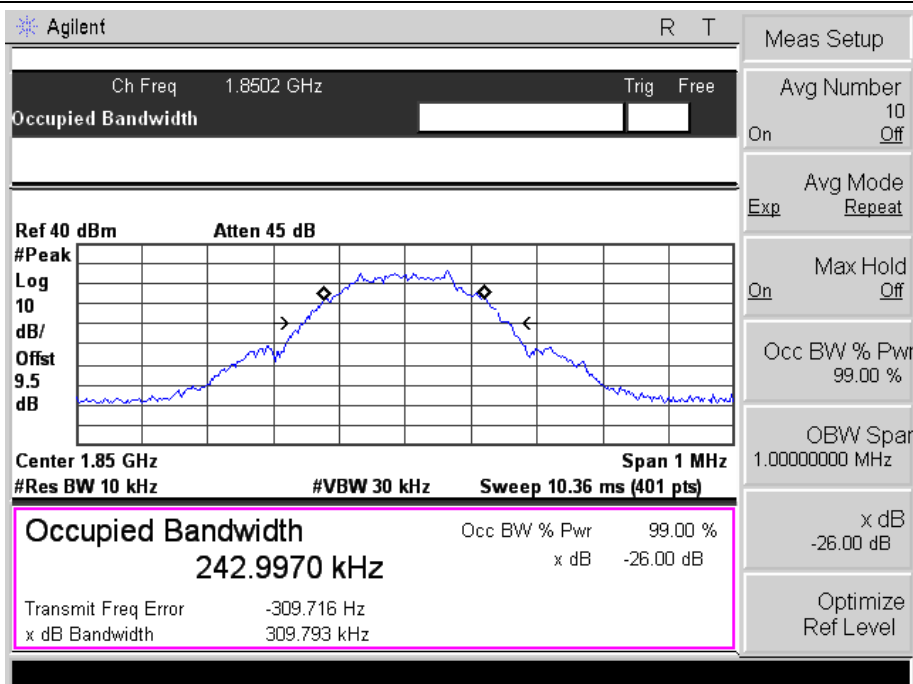 Agilent R T
Ch Freq 1.8502 GHz Trig Free
Occupied Bandwidth
Ref 40 dBm Atten 45 dB
#Peak
Log
10
dB/
Offst
9.5
dB
Center 1.85 GHz Span 1 MHz
#Res BW 10 kHz #VBW 30 kHz Sweep 10.36 ms (401 pts)
Occupied Bandwidth Occ BW % Pwr 99.00 %
242.9970 kHz x dB -26.00 dB
Transmit Freq Error -309.716 Hz
x dB Bandwidth 309.793 kHz
Meas Setup
Avg Number
10
On Off
Avg Mode
Exp Repeat
Max Hold
On Off
Occ BW % Pwr
99.00 %
OBW Span
1.00000000 MHz
x dB
-26.00 dB
Optimize
Ref Level